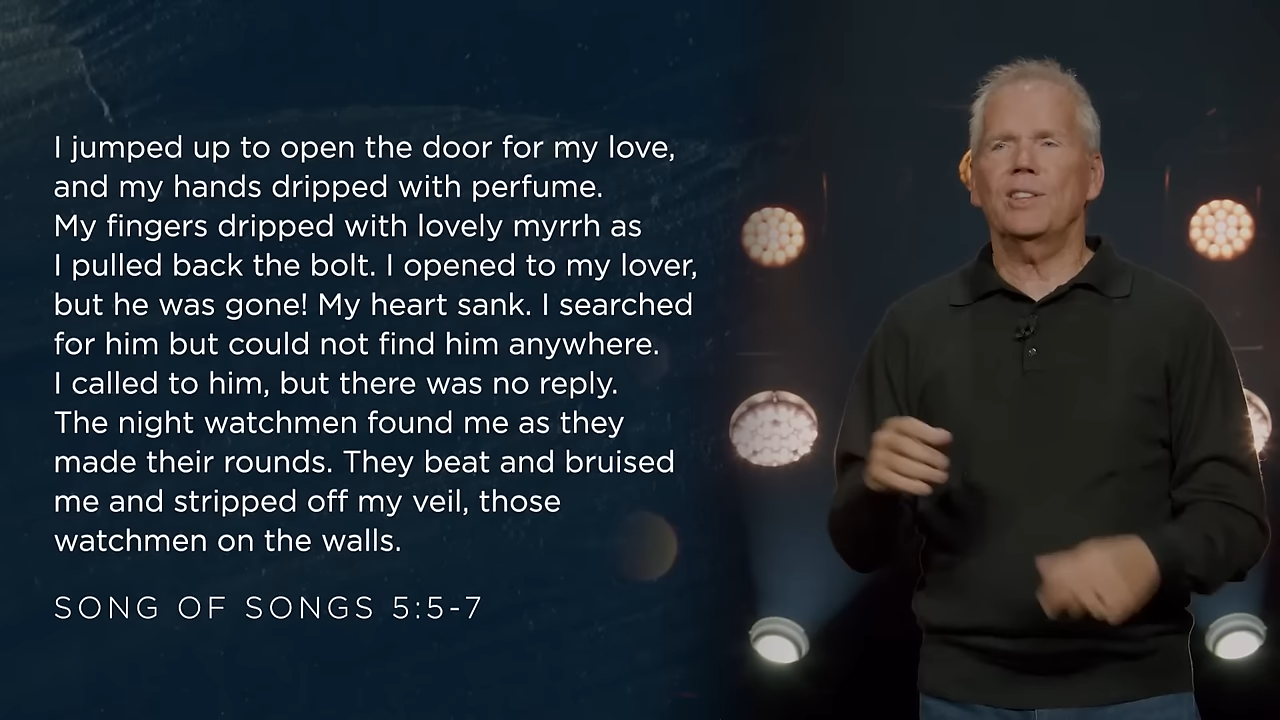 I jumped up to open the door for my love,
and my hands dripped with perfume.
My fingers dripped with lovely myrrh as
I pulled back the bolt. I opened to my lover,
but he was gone! My heart sank. I searched
for him but could not find him anywhere.
I called to him, but there was no reply.
The night watchmen found me as they
made their rounds. They beat and bruised
me and stripped off my veil, those
watchmen on the walls.
SONG OF SONGS 5:5-7